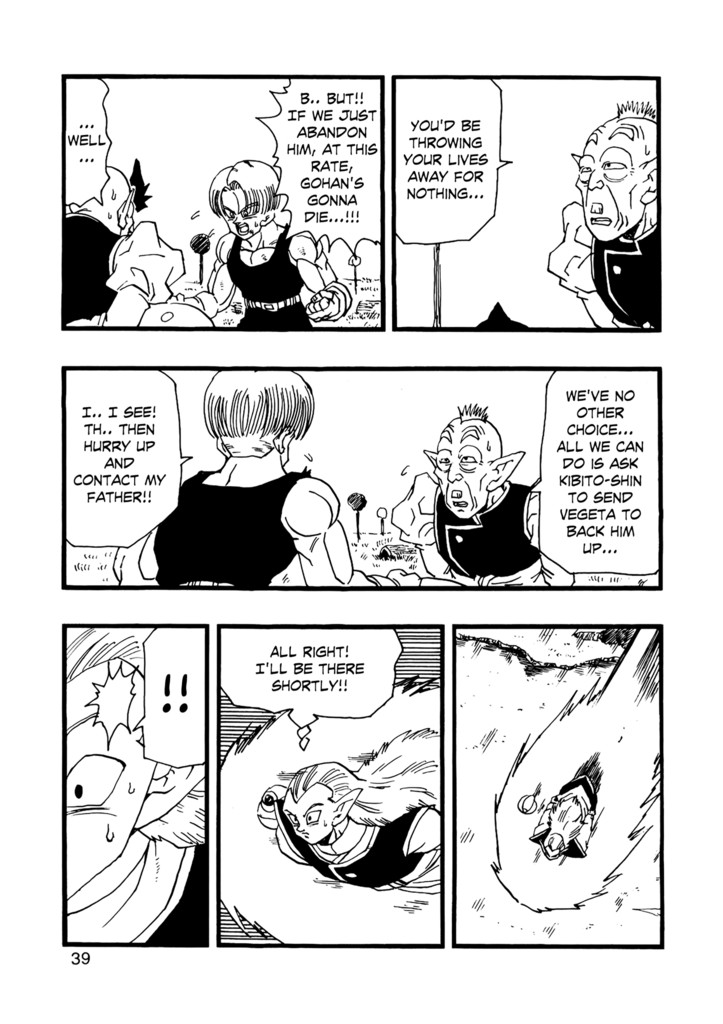 YOU'D BE
THROWING
YOUR LIVES
AWAY FOR
NOTHING...
B.. BUT!!
IF WE JUST
ABANDON
HIM, AT THIS
RATE,
GOHAN'S
GONNA
DIE...!!!
...
WELL
...
WE'VE NO
OTHER
CHOICE...
ALL WE CAN
DO IS ASK
KIBITO-SHIN
TO SEND
VEGETA TO
BACK HIM
UP...
I.. I SEE!
TH.. THEN
HURRY UP
AND
CONTACT MY
FATHER!!
ALL RIGHT!
I'LL BE THERE
SHORTLY!!
!!
39